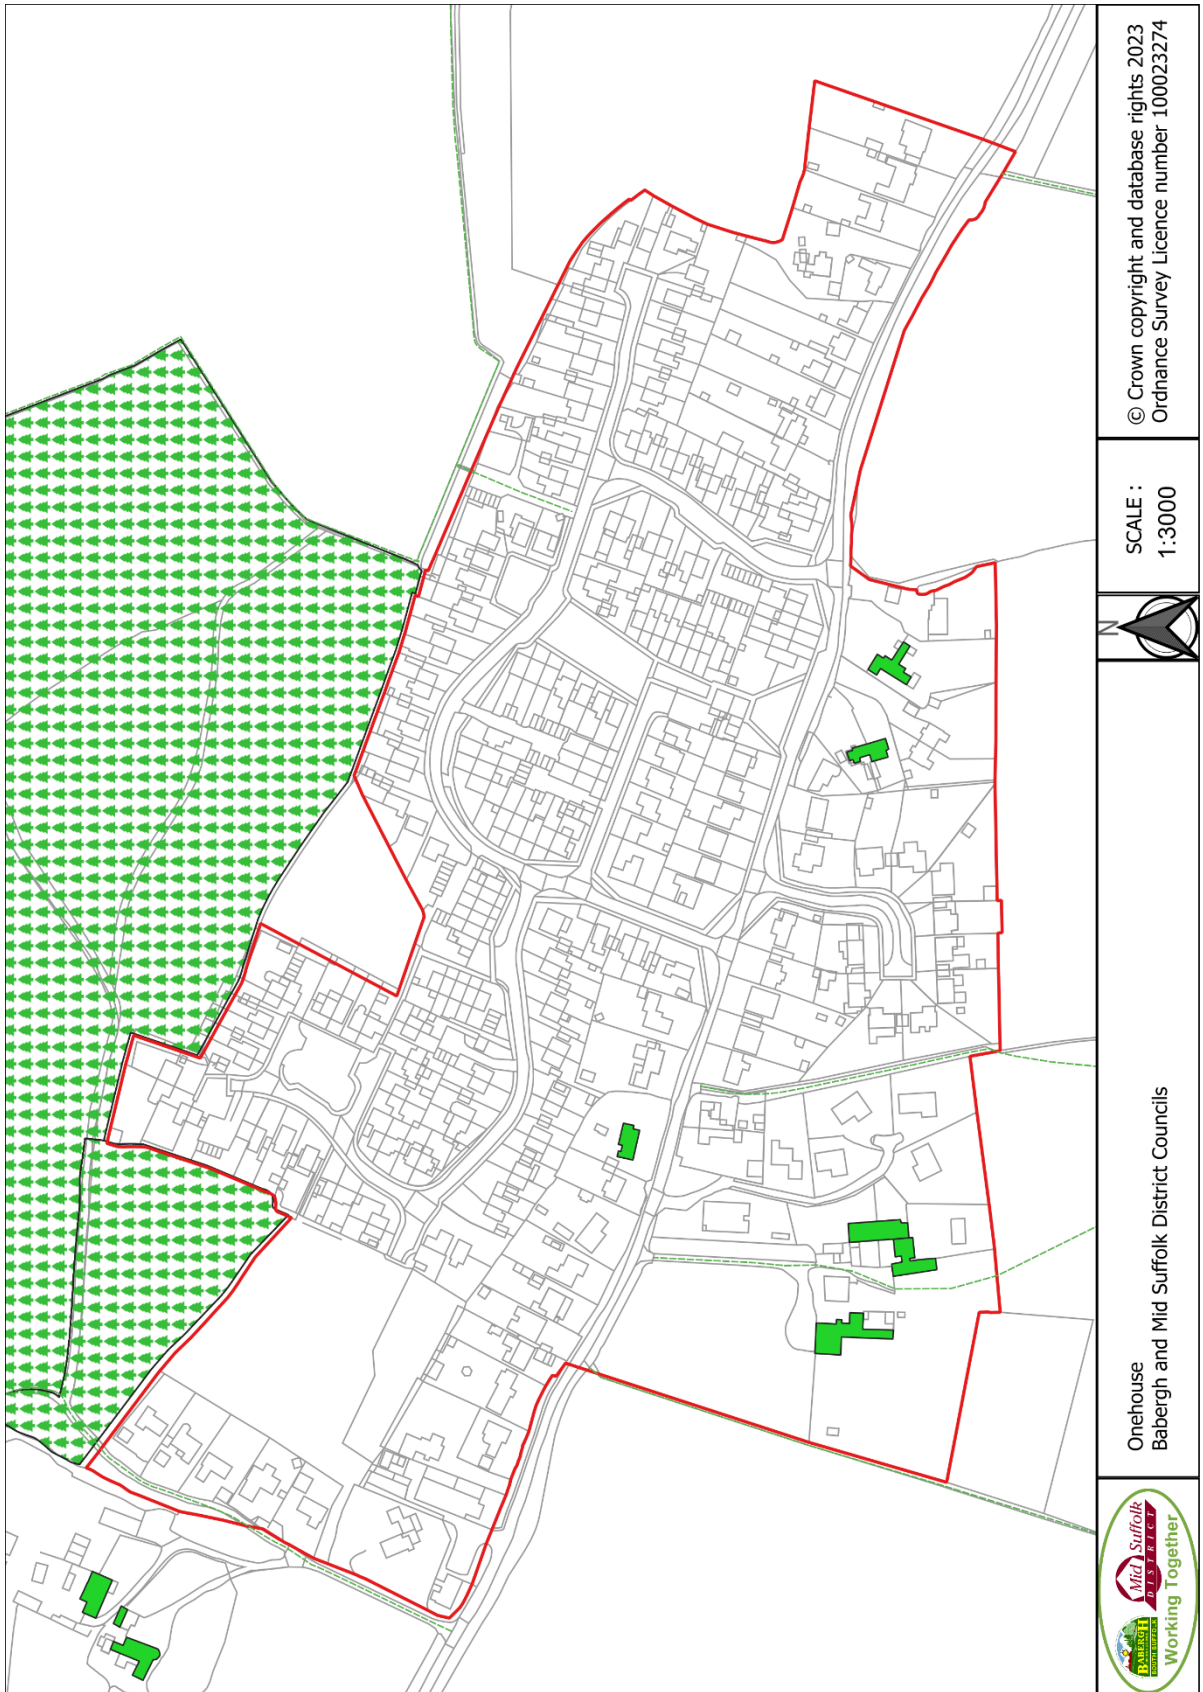 Onehouse
Babergh and Mid Suffolk District Councils
N
SCALE :
1:3000
© Crown copyright and database rights 2023
Ordnance Survey Licence number 100023274
BABERGH
SOUTH SUFFOLK
Mid Suffolk
DISTRICT
Working Together